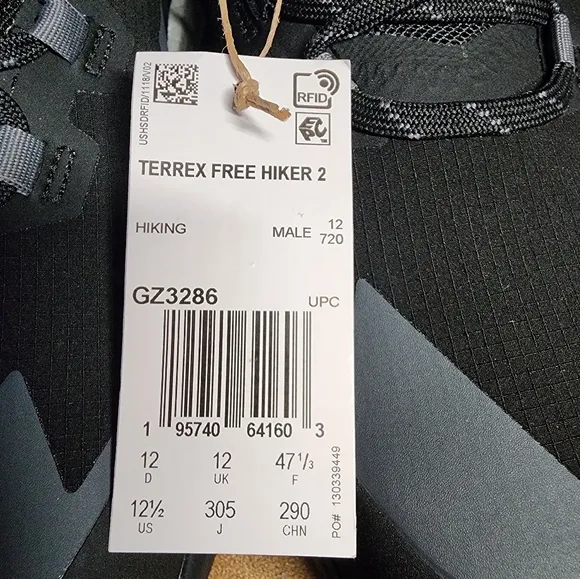 USHSDRFID/1118/V02
RFID
EPC
TERREX FREE HIKER 2
HIKING MALE 12
720
GZ3286 UPC
1 95740 64160 3
12 12 47 1/3
D UK F
12½ 305 290
US J CHN
PO# 130339449